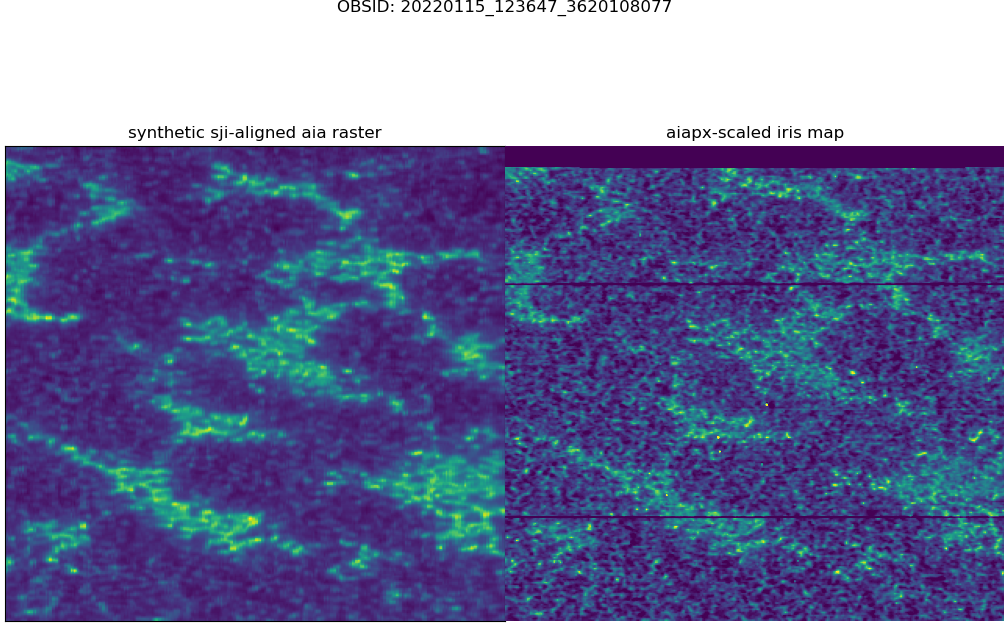 OBSID: 20220115_123647_3620108077
synthetic sji-aligned aia raster
aiapx-scaled iris map